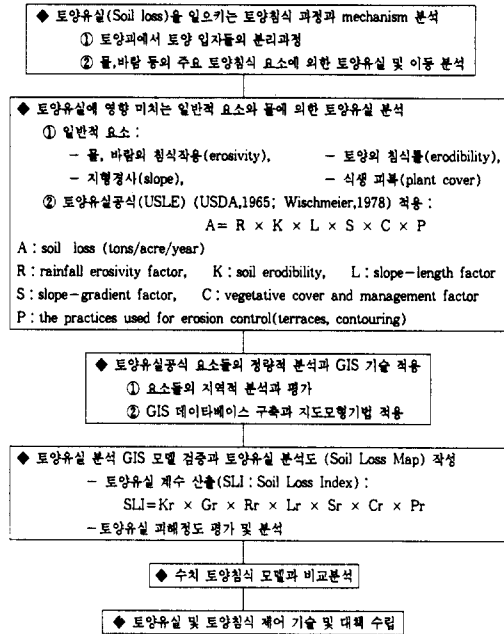 ◆ 토양유실(Soil loss)을 일으키는 토양침식 과정과 mechanism 분석
① 토양괴에서 토양 입자들의 분리과정
② 물,바람 등의 주요 토양침식 요소에 의한 토양유실 및 이동 분석
◆ 토양유실에 영향 미치는 일반적 요소와 물에 의한 토양유실 분석
① 일반적 요소 :
- 물, 바람의 침식작용(erosivity), - 토양의 침식률(erodibility),
- 지형경사(slope), - 식생 피복(plant cover)
② 토양유실공식(USLE) (USDA,1965; Wischmeier,1978) 적용 :
A= R × K × L × S × C × P
A : soil loss (tons/acre/year)
R : rainfall erosivity factor, K : soil erodibility, L : slope-length factor
S : slope-gradient factor, C : vegetative cover and management factor
P : the practices used for erosion control(terraces, contouring)
◆ 토양유실공식 요소들의 정량적 분석과 GIS 기술 적용
① 요소들의 지역적 분석과 평가
② GIS 데이타베이스 구축과 지도모형기법 적용
◆ 토양유실 분석 GIS 모델 검증과 토양유실 분석도 (Soil Loss Map) 작성
- 토양유실 계수 산출(SLI : Soil Loss Index) :
SLI=Kr × Gr × Rr × Lr × Sr × Cr × Pr
-토양유실 피해정도 평가 및 분석
◆ 수치 토양침식 모델과 비교분석
◆ 토양유실 및 토양침식 제어 기술 및 대책 수립